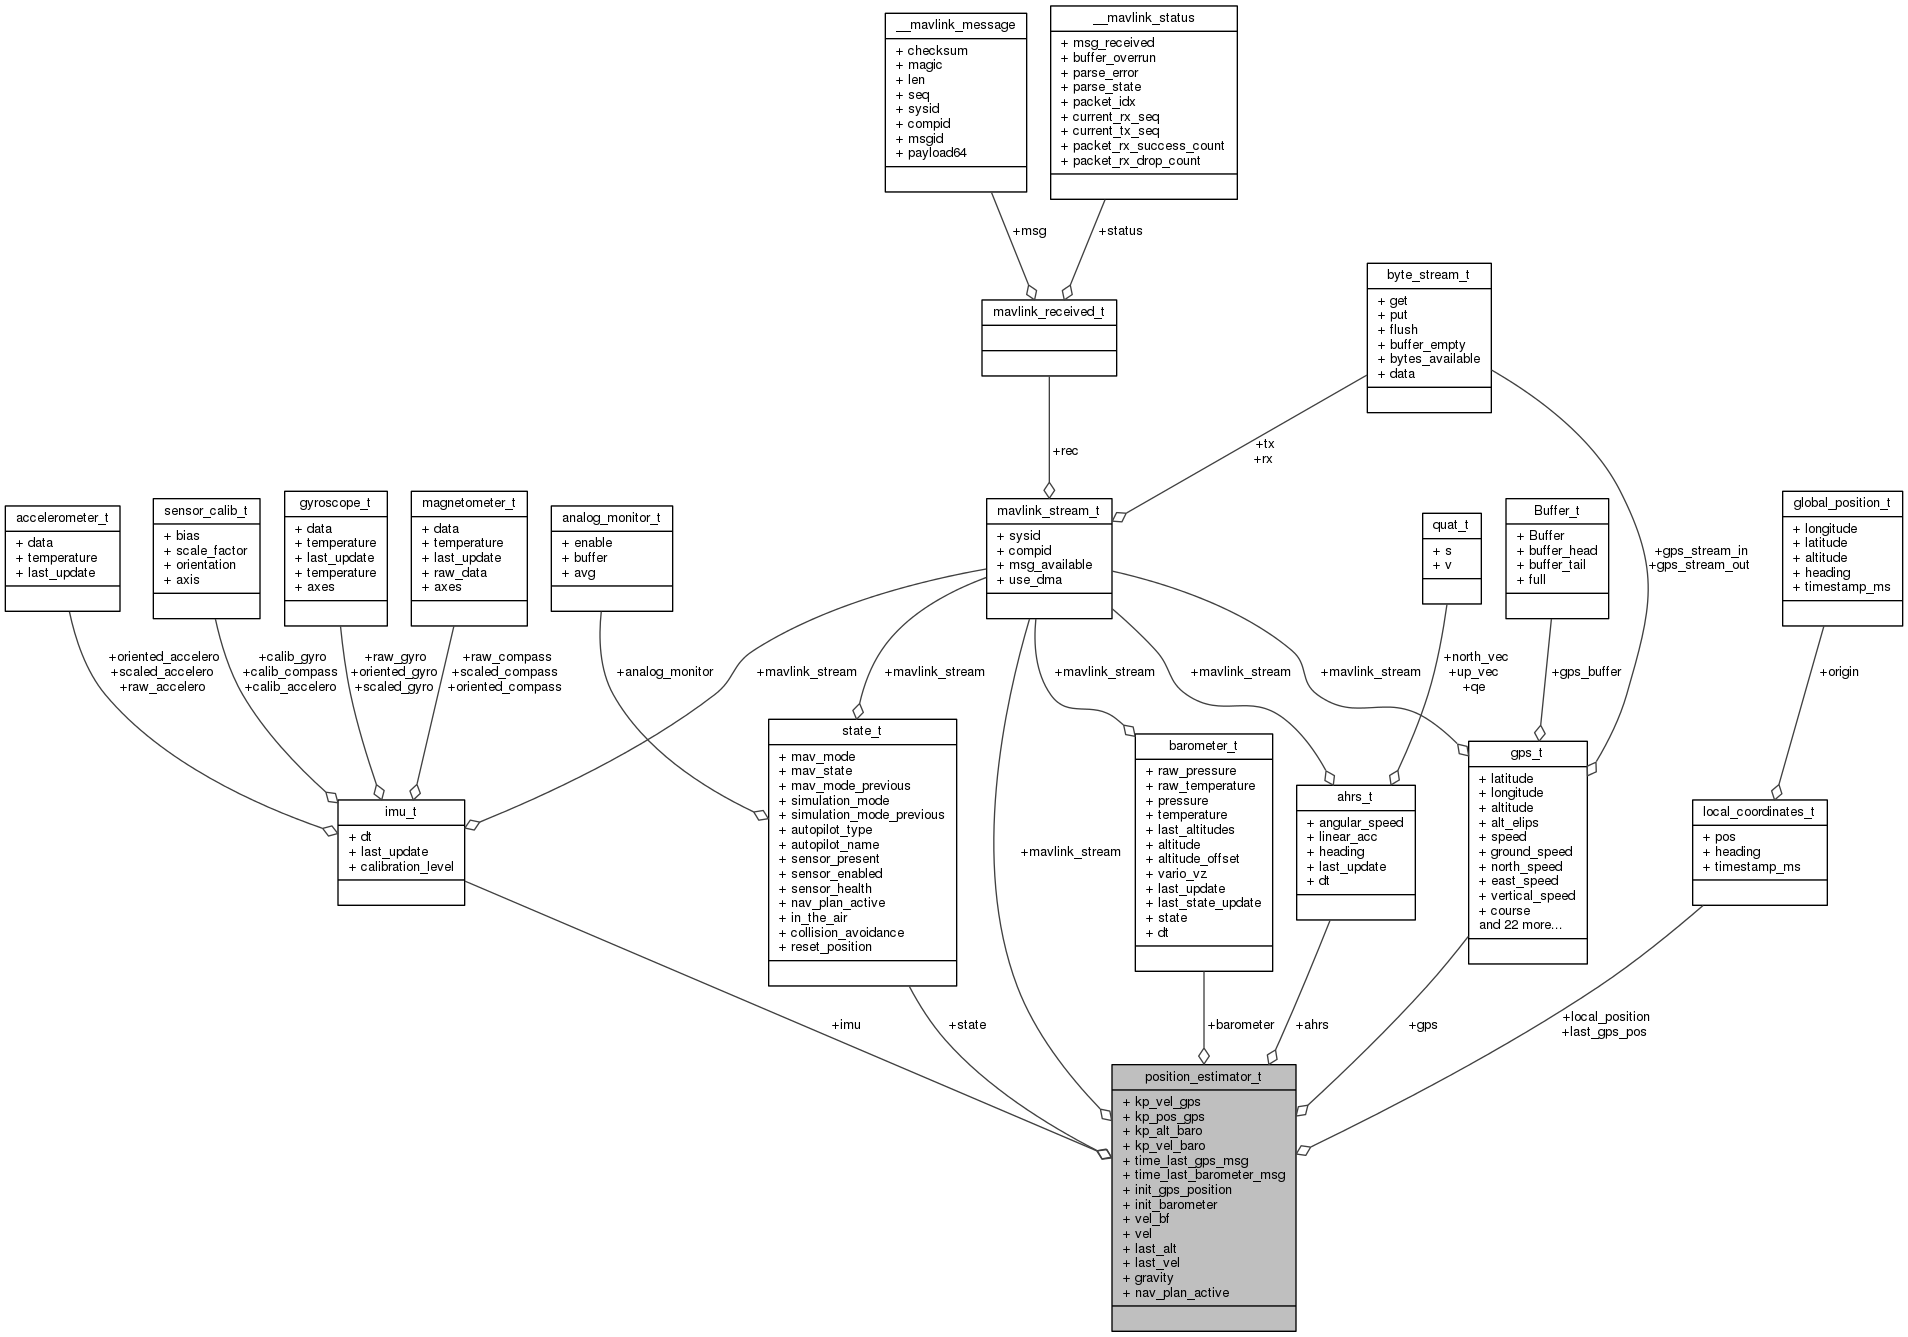 __mavlink_message
+ checksum
+ magic
+ len
+ seq
+ sysid
+ compid
+ msgid
+ payload64
__mavlink_status
+ msg_received
+ buffer_overrun
+ parse_error
+ parse_state
+ packet_idx
+ current_rx_seq
+ current_tx_seq
+ packet_rx_success_count
+ packet_rx_drop_count
+msg
+status
mavlink_received_t
byte_stream_t
+ get
+ put
+ flush
+ buffer_empty
+ bytes_available
+ data
+rec
+tx
+rx
accelerometer_t
+ data
+ temperature
+ last_update
sensor_calib_t
+ bias
+ scale_factor
+ orientation
+ axis
gyroscope_t
+ data
+ temperature
+ last_update
+ temperature
+ axes
magnetometer_t
+ data
+ temperature
+ last_update
+ raw_data
+ axes
analog_monitor_t
+ enable
+ buffer
+ avg
mavlink_stream_t
+ sysid
+ compid
+ msg_available
+ use_dma
quat_t
+ s
+ v
Buffer_t
+ Buffer
+ buffer_head
+ buffer_tail
+ full
+gps_stream_in
+gps_stream_out
global_position_t
+ longitude
+ latitude
+ altitude
+ heading
+ timestamp_ms
+oriented_accelero
+scaled_accelero
+raw_accelero
+calib_gyro
+calib_compass
+calib_accelero
+raw_gyro
+oriented_gyro
+scaled_gyro
+raw_compass
+scaled_compass
+oriented_compass
+analog_monitor
+mavlink_stream
+mavlink_stream
+mavlink_stream
+mavlink_stream
+mavlink_stream
+north_vec
+up_vec
+qe
+gps_buffer
+origin
imu_t
+ dt
+ last_update
+ calibration_level
state_t
+ mav_mode
+ mav_state
+ mav_mode_previous
+ simulation_mode
+ simulation_mode_previous
+ autopilot_type
+ autopilot_name
+ sensor_present
+ sensor_enabled
+ sensor_health
+ nav_plan_active
+ in_the_air
+ collision_avoidance
+ reset_position
+mavlink_stream
barometer_t
+ raw_pressure
+ raw_temperature
+ pressure
+ temperature
+ last_altitudes
+ altitude
+ altitude_offset
+ vario_vz
+ last_update
+ last_state_update
+ state
+ dt
ahrs_t
+ angular_speed
+ linear_acc
+ heading
+ last_update
+ dt
gps_t
+ latitude
+ longitude
+ altitude
+ alt_elips
+ speed
+ ground_speed
+ north_speed
+ east_speed
+ vertical_speed
+ course
and 22 more...
local_coordinates_t
+ pos
+ heading
+ timestamp_ms
+imu
+state
+barometer
+ahrs
+gps
+local_position
+last_gps_pos
position_estimator_t
+ kp_vel_gps
+ kp_pos_gps
+ kp_alt_baro
+ kp_vel_baro
+ time_last_gps_msg
+ time_last_barometer_msg
+ init_gps_position
+ init_barometer
+ vel_bf
+ vel
+ last_alt
+ last_vel
+ gravity
+ nav_plan_active